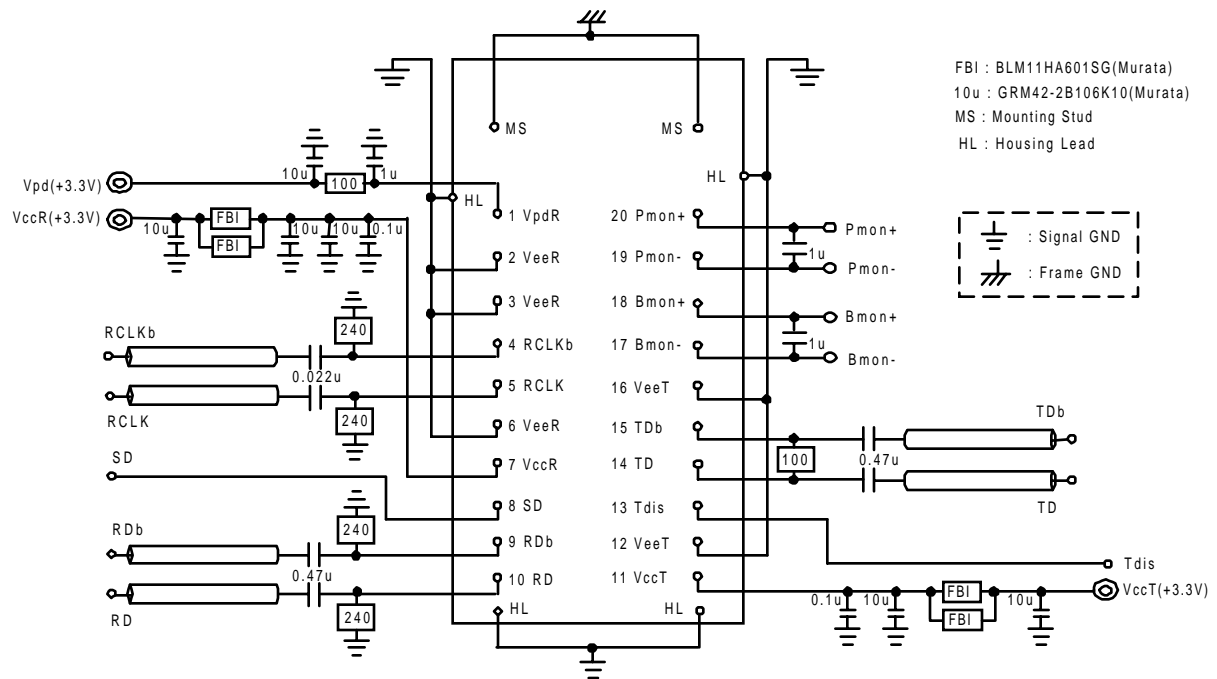 FBI : BLM11HA601SG(Murata)
10u : GRM42-2B106K10(Murata)
MS : Mounting Stud
HL : Housing Lead
MS
MS
10u
100
1u
Vpd(+3.3V)
HL
HL
VccR(+3.3V)
10u
FBI
FBI
10u
10u
0.1u
1 VpdR
2 VeeR
3 VeeR
4 RCLKb
5 RCLK
6 VeeR
7 VccR
8 SD
9 RDb
10 RD
HL
20 Pmon+
19 Pmon-
18 Bmon+
17 Bmon-
16 VeeT
15 TDb
14 TD
13 Tdis
12 VeeT
11 VccT
HL
Pmon+
1u
Pmon-
Bmon+
1u
Bmon-
: Signal GND
: Frame GND
RCLKb
240
0.022u
RCLK
240
SD
RDb
240
0.47u
RD
240
TDb
100
0.47u
TD
Tdis
VccT(+3.3V)
0.1u
10u
FBI
FBI
10u